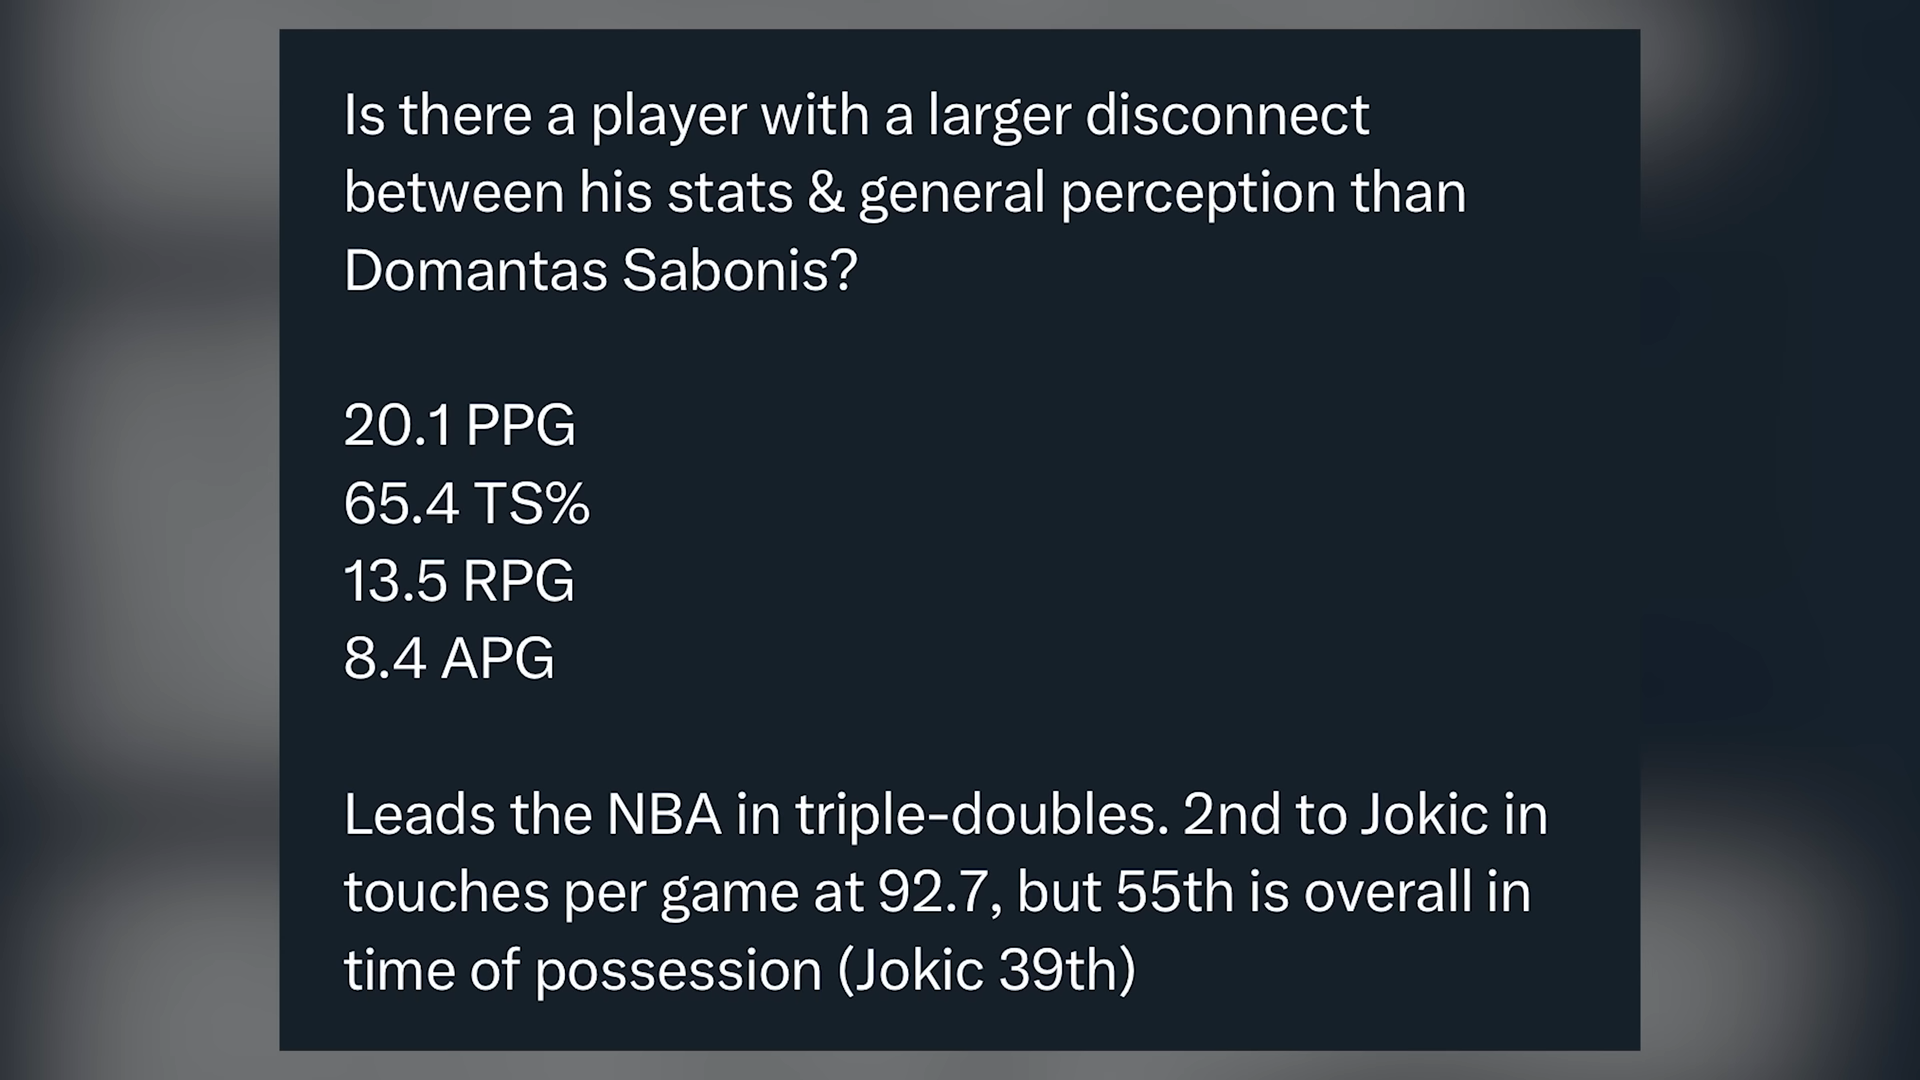 Is there a player with a larger disconnect
between his stats & general perception than
Domantas Sabonis?
20.1 PPG
65.4 TS%
13.5 RPG
8.4 APG
Leads the NBA in triple-doubles. 2nd to Jokic in
touches per game at 92.7, but 55th is overall in
time of possession (Jokic 39th)